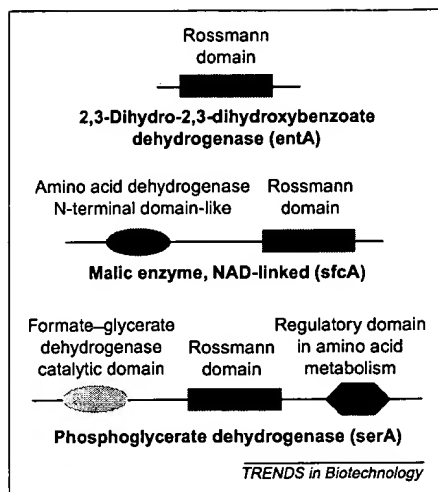 Rossmann
domain
2,3-Dihydro-2,3-dihydroxybenzoate
dehydrogenase (entA)
Amino acid dehydrogenase
N-terminal domain-like
Rossmann
domain
Malic enzyme, NAD-linked (sfcA)
Formate–glycerate
dehydrogenase
catalytic domain
Rossmann
domain
Regulatory domain
in amino acid
metabolism
Phosphoglycerate dehydrogenase (serA)
TRENDS in Biotechnology